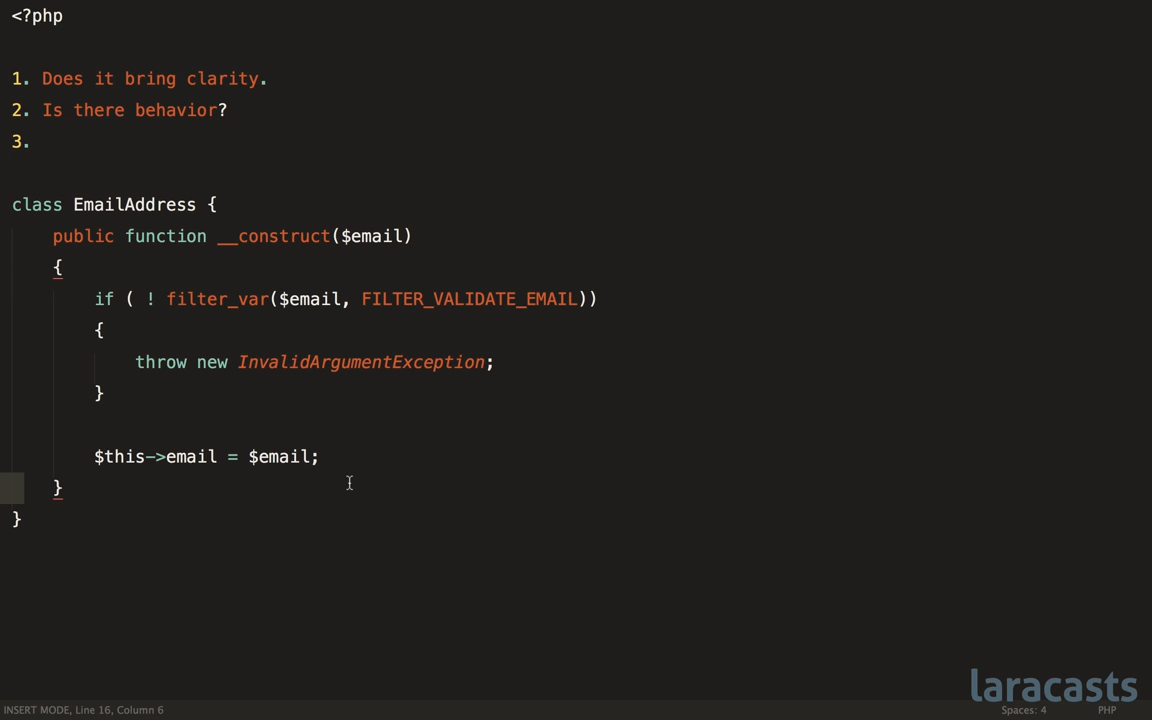 <?php
1. Does it bring clarity.
2. Is there behavior?
3.
class EmailAddress {
public function __construct($email)
{
if ( ! filter_var($email, FILTER_VALIDATE_EMAIL))
{
throw new InvalidArgumentException;
}
$this->email = $email;
}
}
laracasts
INSERT MODE, Line 16, Column 6
Spaces: 4
PHP